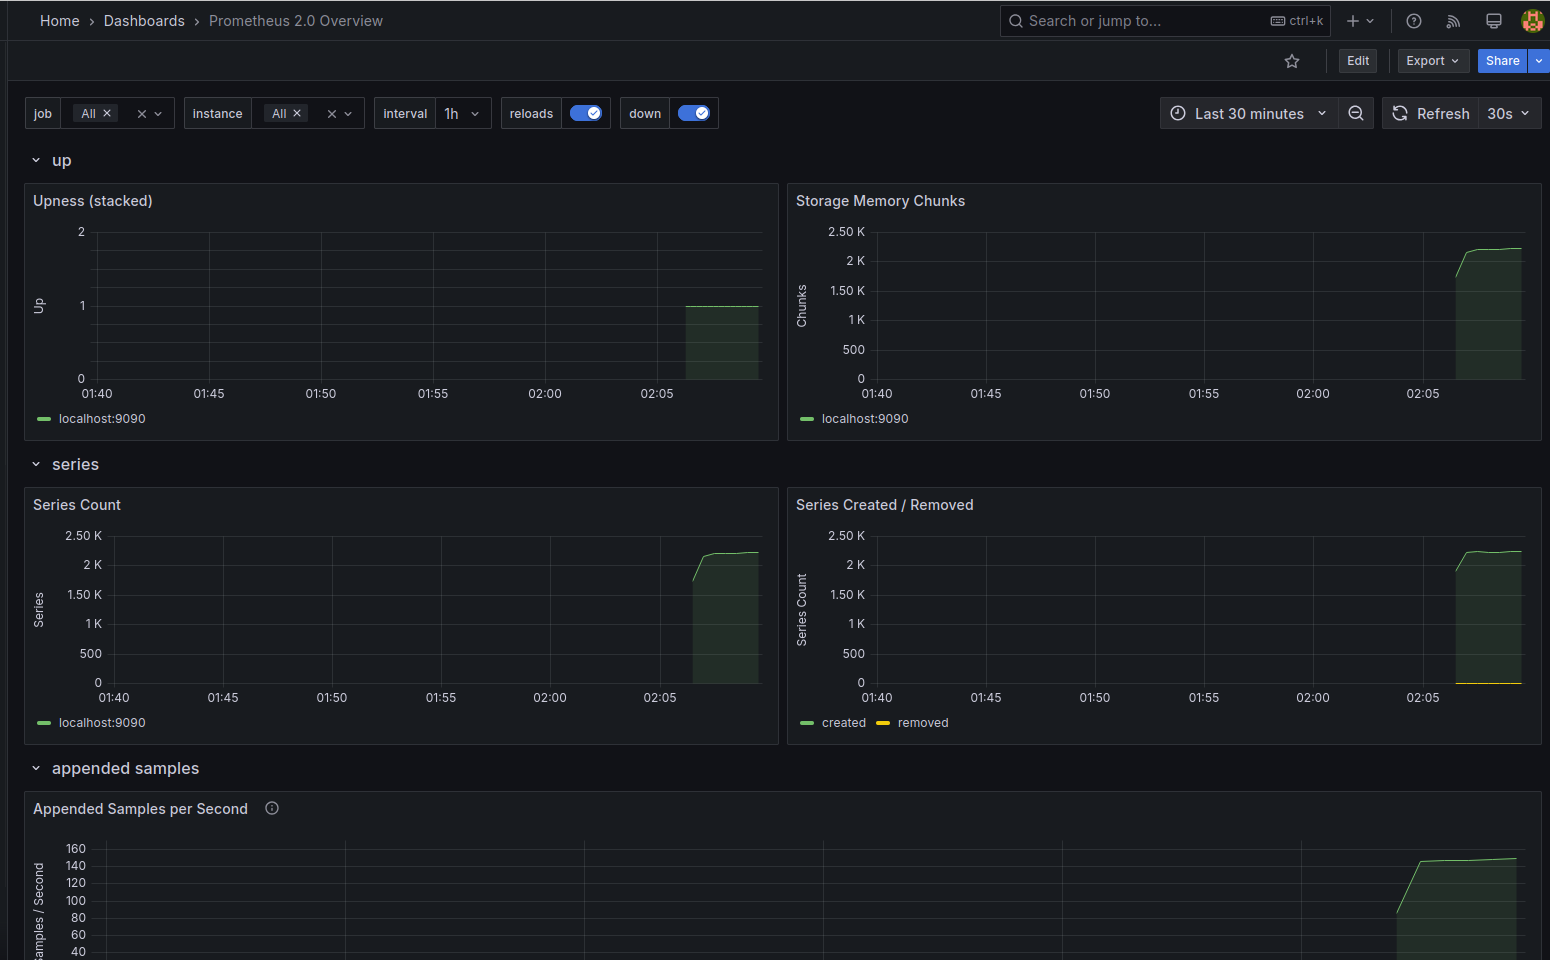 Home › Dashboards › Prometheus 2.0 Overview
Search or jump to... ctrl+k
Edit Export Share
job All instance All interval 1h reloads down Last 30 minutes Refresh 30s
up
Upness (stacked)
Up
2
1
0
01:40 01:45 01:50 01:55 02:00 02:05
localhost:9090
Storage Memory Chunks
Chunks
2.50 K
2 K
1.50 K
1 K
500
0
01:40 01:45 01:50 01:55 02:00 02:05
localhost:9090
series
Series Count
Series
2.50 K
2 K
1.50 K
1 K
500
0
01:40 01:45 01:50 01:55 02:00 02:05
localhost:9090
Series Created / Removed
Series Count
2.50 K
2 K
1.50 K
1 K
500
0
01:40 01:45 01:50 01:55 02:00 02:05
created removed
appended samples
Appended Samples per Second
amples / Second
160
140
120
100
80
60
40